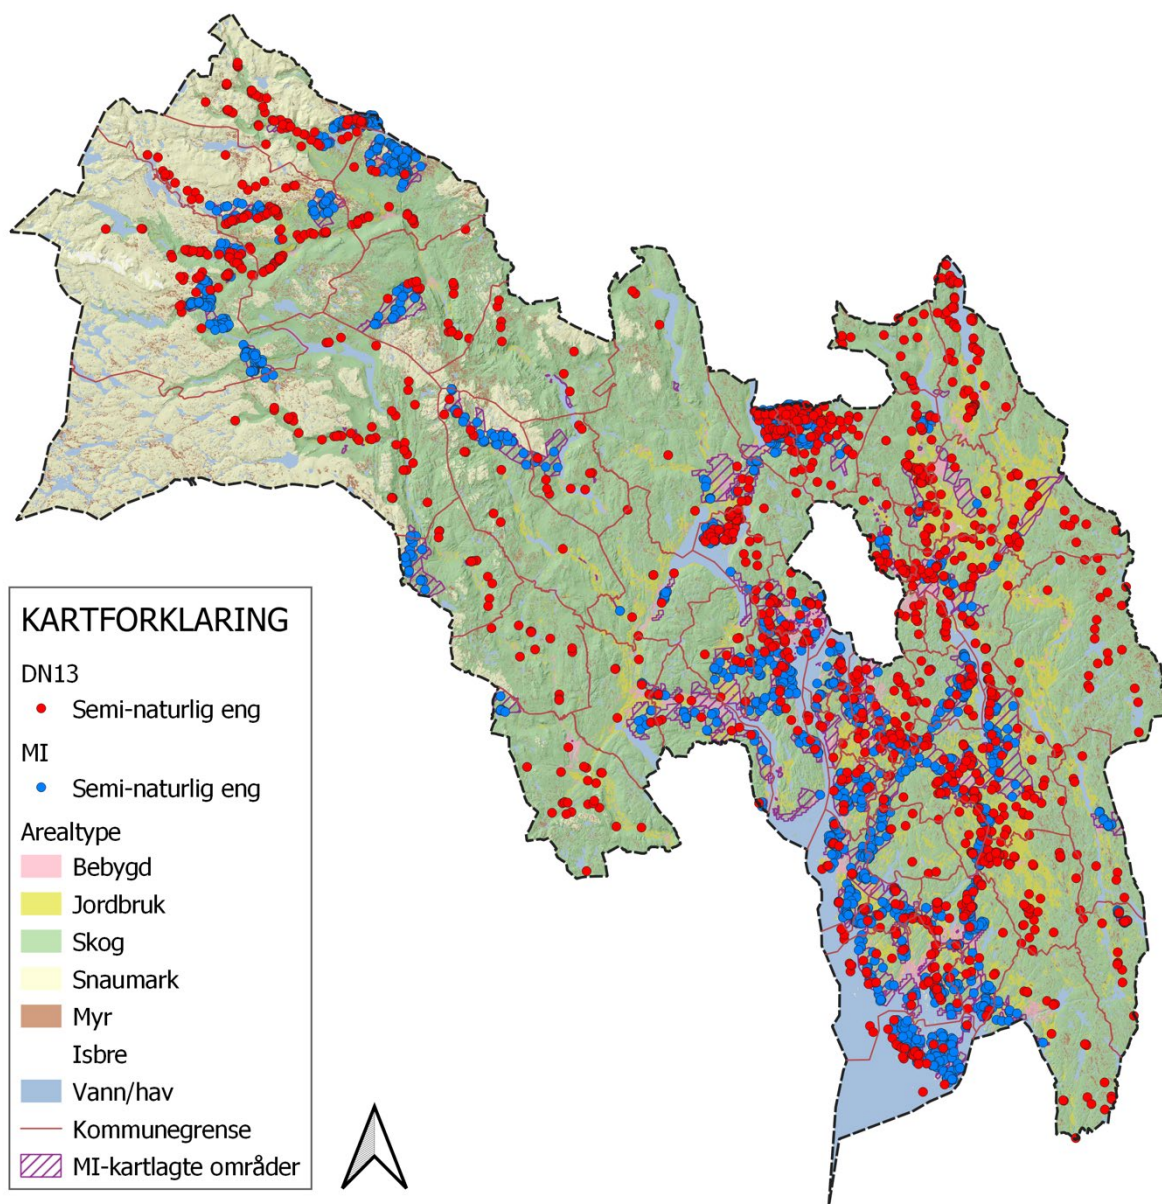 KARTFORKLARING
DN13
Semi-naturlig eng
MI
Semi-naturlig eng
Arealtype
Bebygd
Jordbruk
Skog
Snaumark
Myr
Isbre
Vann/hav
Kommunegrense
MI-kartlagte områder